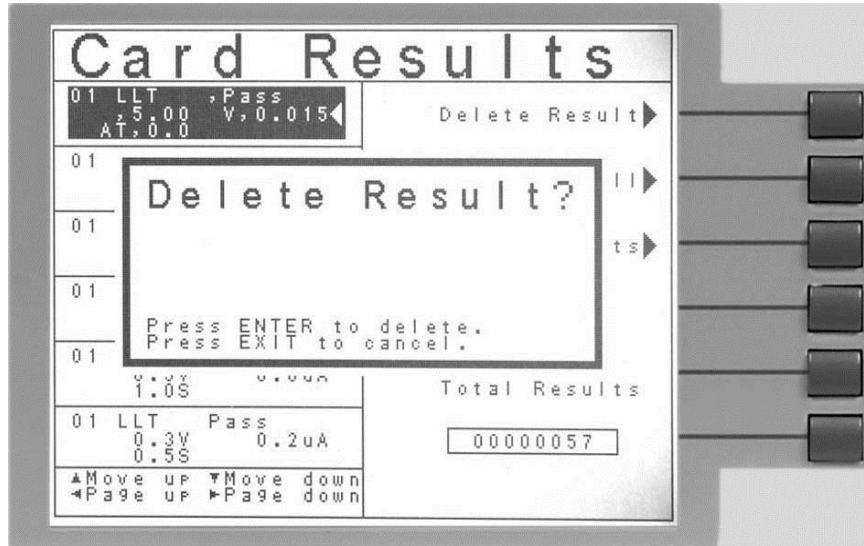 Card Results
01 LLT ,Pass
,5.00 V,0.015
AT,0.0
Delete Result
01
ll
01
ts
01
01
Delete Result?
Press ENTER to delete.
Press EXIT to cancel.
1.0S
Total Results
01 LLT Pass
0.3V 0.2uA
0.5S
00000057
▲Move up ▼Move down
◄Page up ►Page down